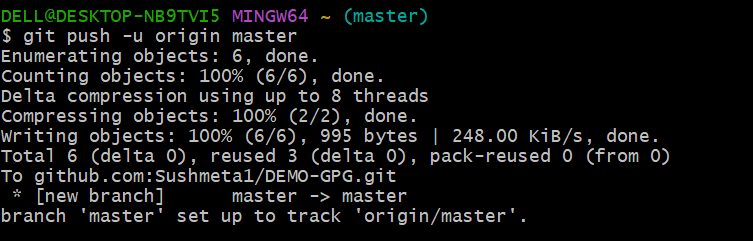 DELL@DESKTOP-NB9TVI5 MINGW64 ~ (master)
$ git push -u origin master
Enumerating objects: 6, done.
Counting objects: 100% (6/6), done.
Delta compression using up to 8 threads
Compressing objects: 100% (2/2), done.
Writing objects: 100% (6/6), 995 bytes | 248.00 KiB/s, done.
Total 6 (delta 0), reused 3 (delta 0), pack-reused 0 (from 0)
To github.com:Sushmeta1/DEMO-GPG.git
 * [new branch]      master -> master
branch 'master' set up to track 'origin/master'.